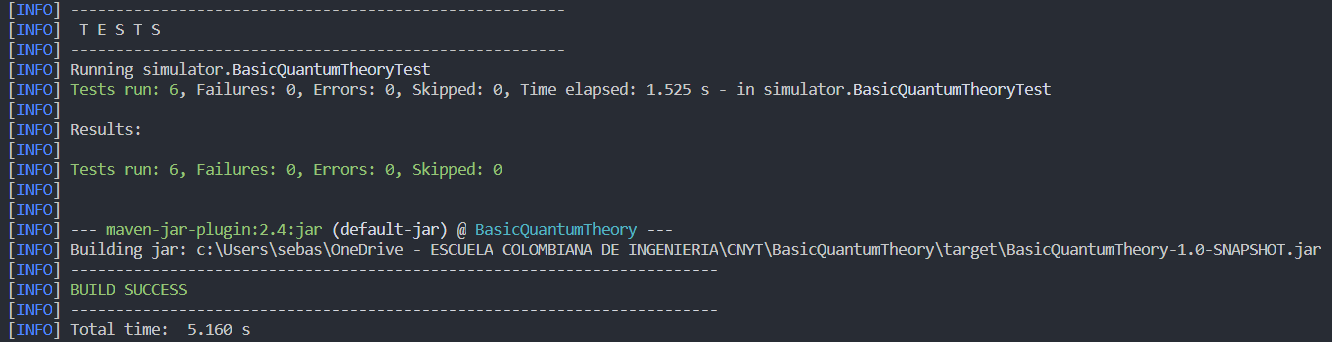 [INFO] -------------------------------------------------------
[INFO]  T E S T S
[INFO] -------------------------------------------------------
[INFO] Running simulator.BasicQuantumTheoryTest
[INFO] Tests run: 6, Failures: 0, Errors: 0, Skipped: 0, Time elapsed: 1.525 s - in simulator.BasicQuantumTheoryTest
[INFO]
[INFO] Results:
[INFO]
[INFO] Tests run: 6, Failures: 0, Errors: 0, Skipped: 0
[INFO]
[INFO]
[INFO] --- maven-jar-plugin:2.4:jar (default-jar) @ BasicQuantumTheory ---
[INFO] Building jar: c:\Users\sebas\OneDrive - ESCUELA COLOMBIANA DE INGENIERIA\CNYT\BasicQuantumTheory\target\BasicQuantumTheory-1.0-SNAPSHOT.jar
[INFO] ------------------------------------------------------------------------
[INFO] BUILD SUCCESS
[INFO] ------------------------------------------------------------------------
[INFO] Total time:  5.160 s